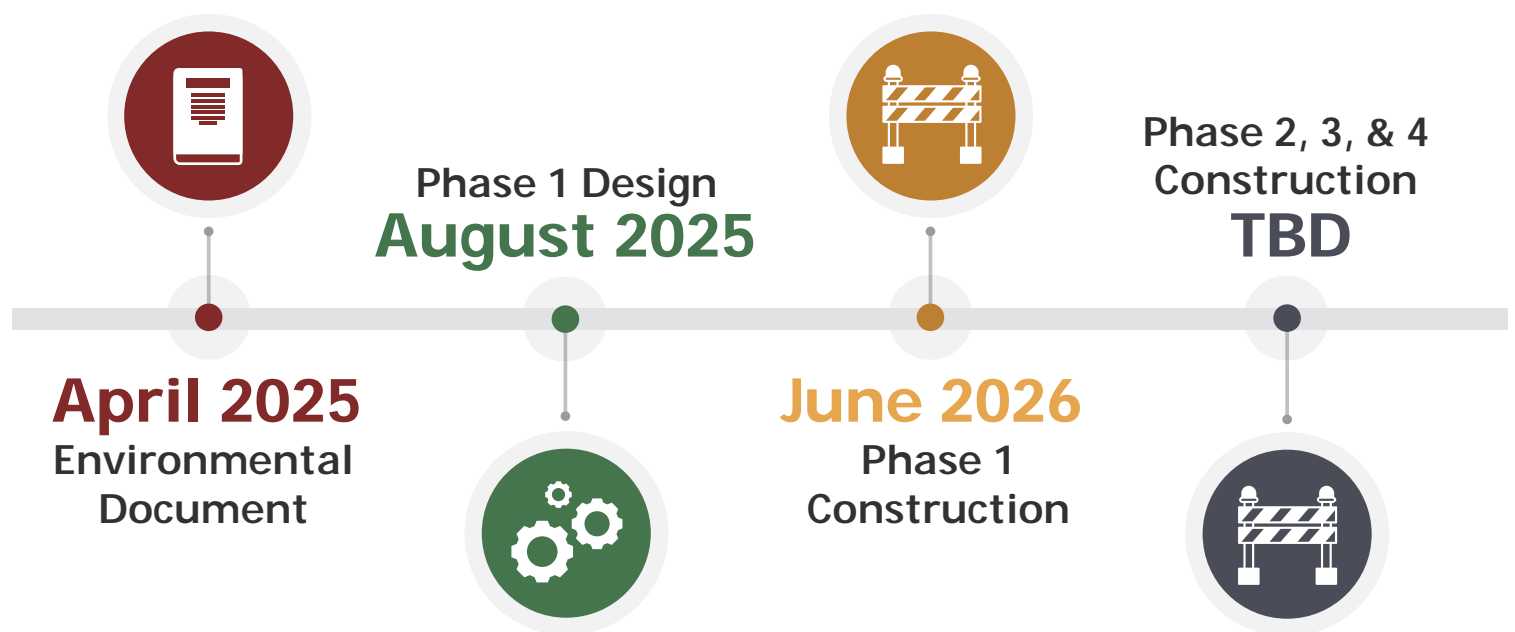 April 2025
Environmental
Document
Phase 1 Design
August 2025
June 2026
Phase 1
Construction
Phase 2, 3, & 4
Construction
TBD